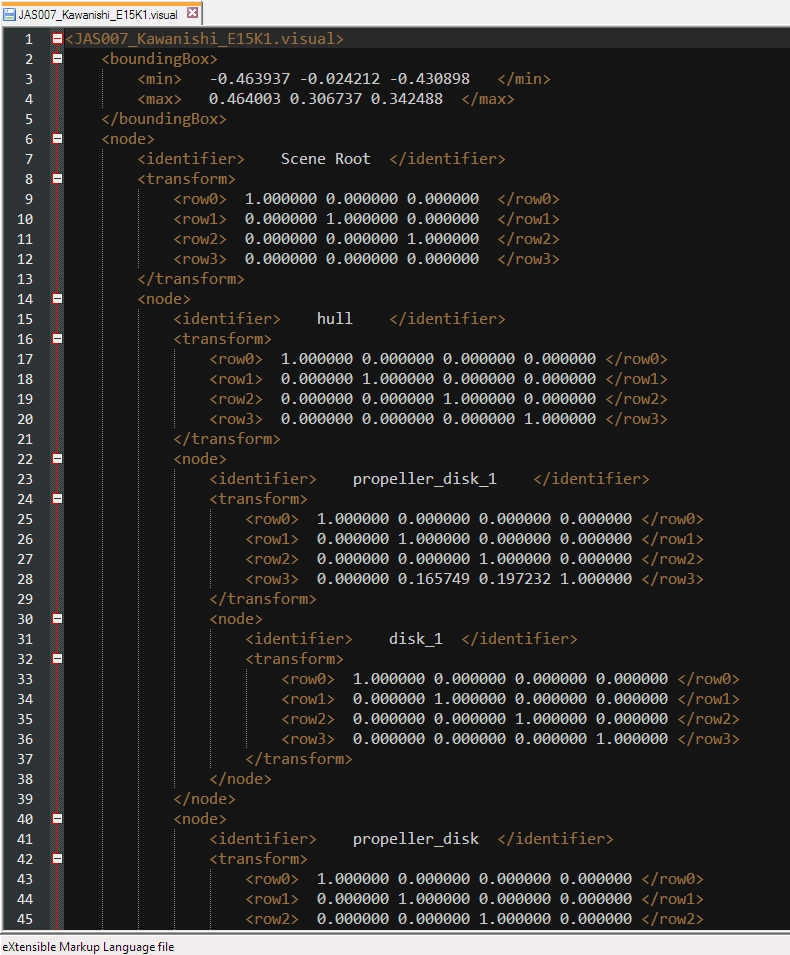 JAS007_Kawanishi_E15K1.visual
1 <JAS007_Kawanishi_E15K1.visual>
2 <boundingBox>
3 <min> -0.463937 -0.024212 -0.430898 </min>
4 <max> 0.464003 0.306737 0.342488 </max>
5 </boundingBox>
6 <node>
7 <identifier> Scene Root </identifier>
8 <transform>
9 <row0> 1.000000 0.000000 0.000000 </row0>
10 <row1> 0.000000 1.000000 0.000000 </row1>
11 <row2> 0.000000 0.000000 1.000000 </row2>
12 <row3> 0.000000 0.000000 0.000000 </row3>
13 </transform>
14 <node>
15 <identifier> hull </identifier>
16 <transform>
17 <row0> 1.000000 0.000000 0.000000 0.000000 </row0>
18 <row1> 0.000000 1.000000 0.000000 0.000000 </row1>
19 <row2> 0.000000 0.000000 1.000000 0.000000 </row2>
20 <row3> 0.000000 0.000000 0.000000 1.000000 </row3>
21 </transform>
22 <node>
23 <identifier> propeller_disk_1 </identifier>
24 <transform>
25 <row0> 1.000000 0.000000 0.000000 0.000000 </row0>
26 <row1> 0.000000 1.000000 0.000000 0.000000 </row1>
27 <row2> 0.000000 0.000000 1.000000 0.000000 </row2>
28 <row3> 0.000000 0.165749 0.197232 1.000000 </row3>
29 </transform>
30 <node>
31 <identifier> disk_1 </identifier>
32 <transform>
33 <row0> 1.000000 0.000000 0.000000 0.000000 </row0>
34 <row1> 0.000000 1.000000 0.000000 0.000000 </row1>
35 <row2> 0.000000 0.000000 1.000000 0.000000 </row2>
36 <row3> 0.000000 0.000000 0.000000 1.000000 </row3>
37 </transform>
38 </node>
39 </node>
40 <node>
41 <identifier> propeller_disk </identifier>
42 <transform>
43 <row0> 1.000000 0.000000 0.000000 0.000000 </row0>
44 <row1> 0.000000 1.000000 0.000000 0.000000 </row1>
45 <row2> 0.000000 0.000000 1.000000 0.000000 </row2>
eXtensible Markup Language file